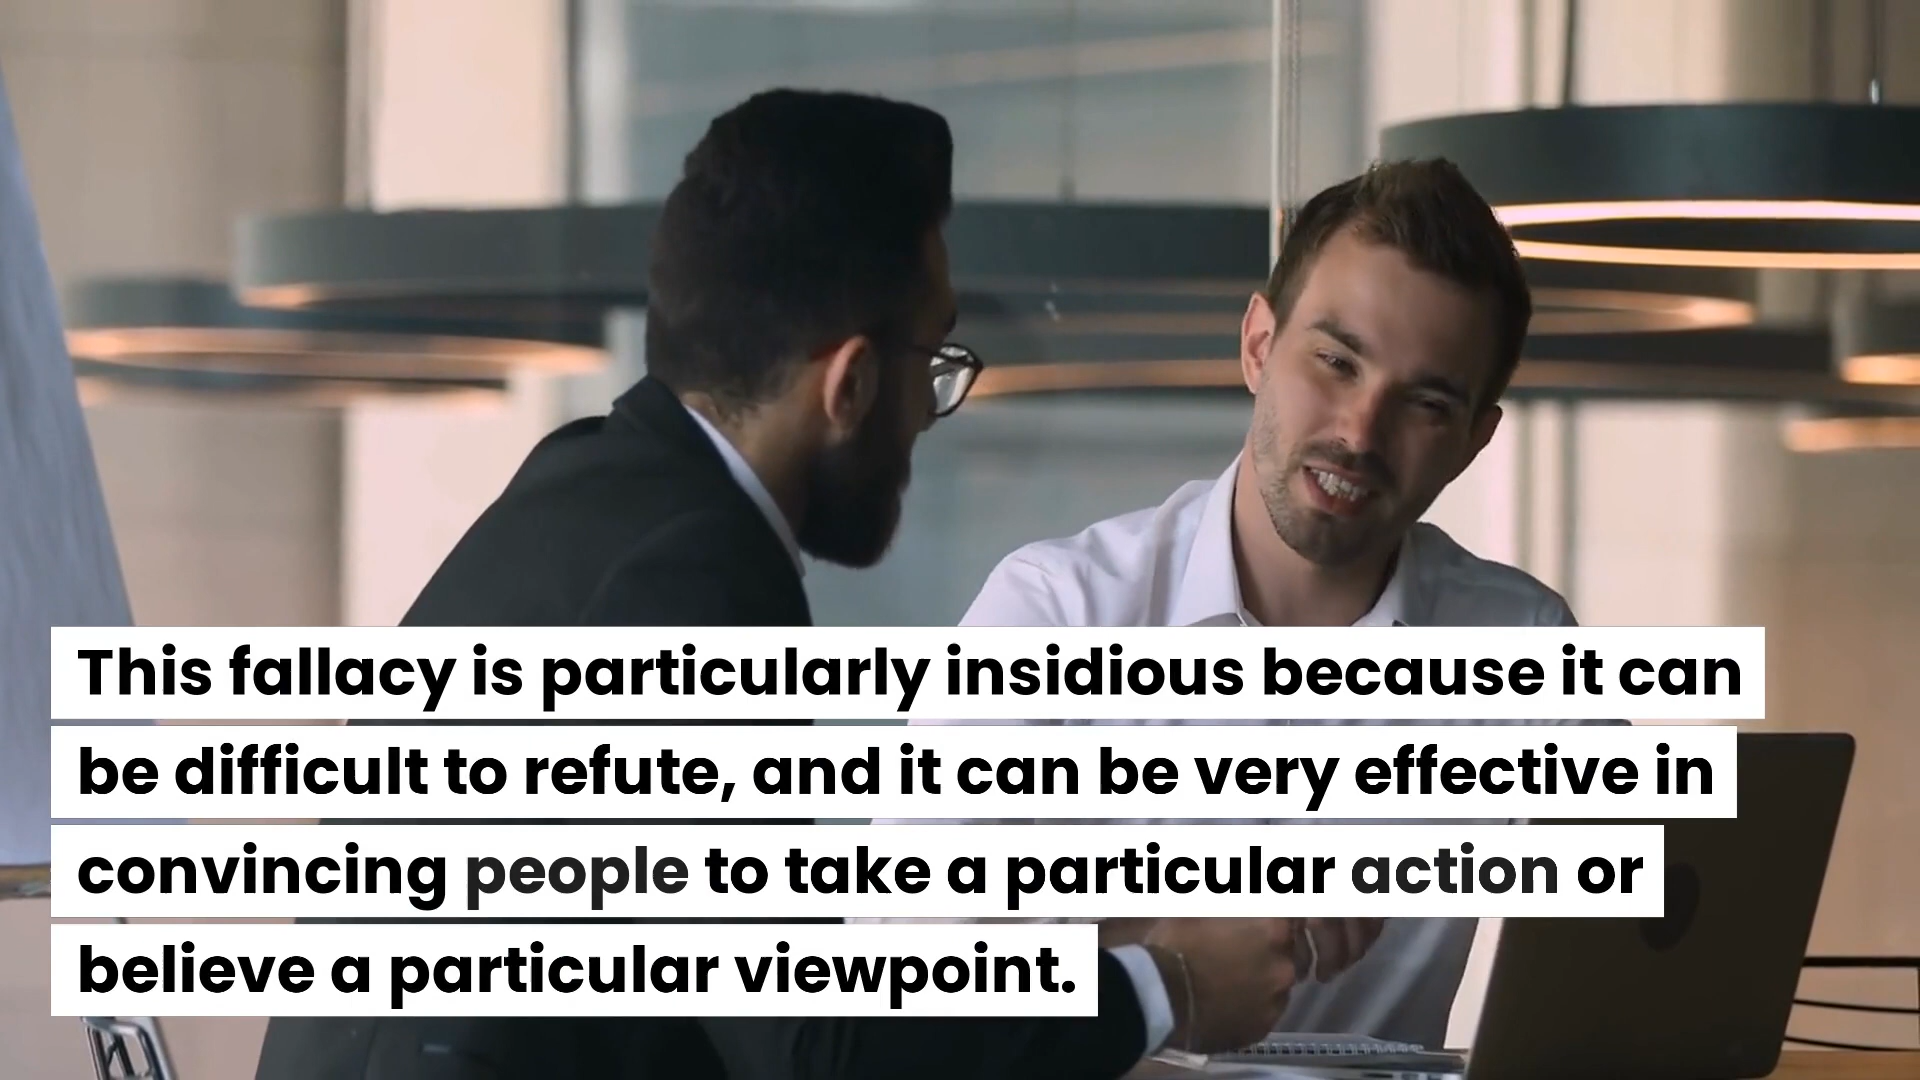 This fallacy is particularly insidious because it can
be difficult to refute, and it can be very effective in
convincing people to take a particular action or
believe a particular viewpoint.